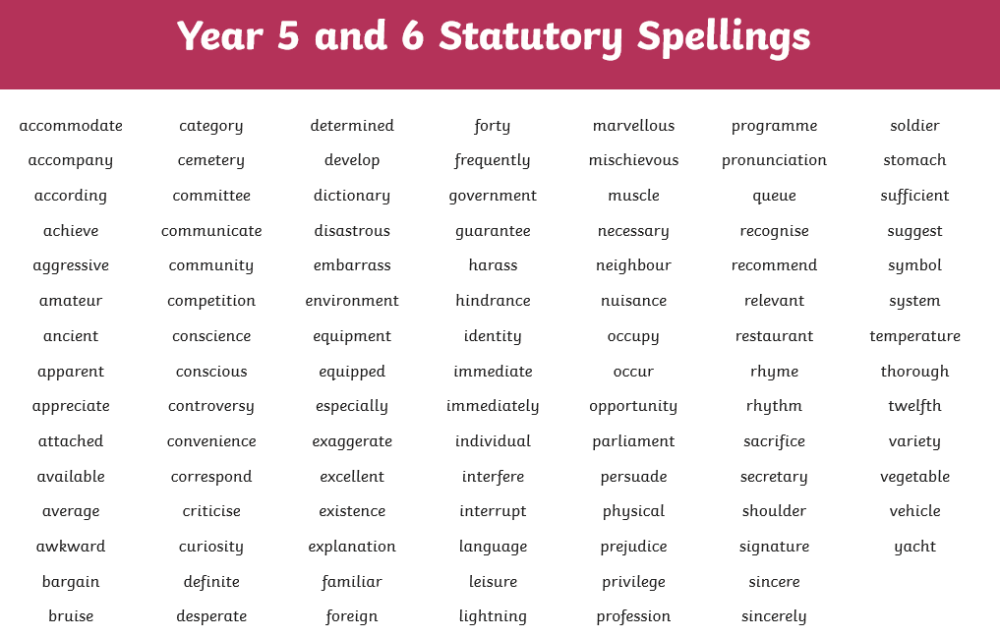 Year 5 and 6 Statutory Spellings
accommodate category determined forty marvellous programme soldier
accompany cemetery develop frequently mischievous pronunciation stomach
according committee dictionary government muscle queue sufficient
achieve communicate disastrous guarantee necessary recognise suggest
aggressive community embarrass harass neighbour recommend symbol
amateur competition environment hindrance nuisance relevant system
ancient conscience equipment identity occupy restaurant temperature
apparent conscious equipped immediate occur rhyme thorough
appreciate controversy especially immediately opportunity rhythm twelfth
attached convenience exaggerate individual parliament sacrifice variety
available correspond excellent interfere persuade secretary vegetable
average criticise existence interrupt physical shoulder vehicle
awkward curiosity explanation language prejudice signature yacht
bargain definite familiar leisure privilege sincere
bruise desperate foreign lightning profession sincerely